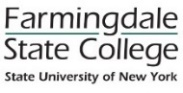 Farmingdale
State College
State University of New York